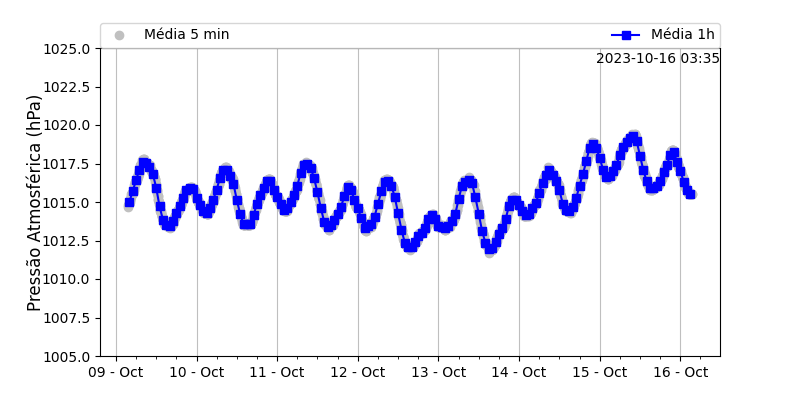 Média 5 min
Média 1h
2023-10-16 03:35
Pressão Atmosférica (hPa)
1025.0
1022.5
1020.0
1017.5
1015.0
1012.5
1010.0
1007.5
1005.0
09 - Oct
10 - Oct
11 - Oct
12 - Oct
13 - Oct
14 - Oct
15 - Oct
16 - Oct